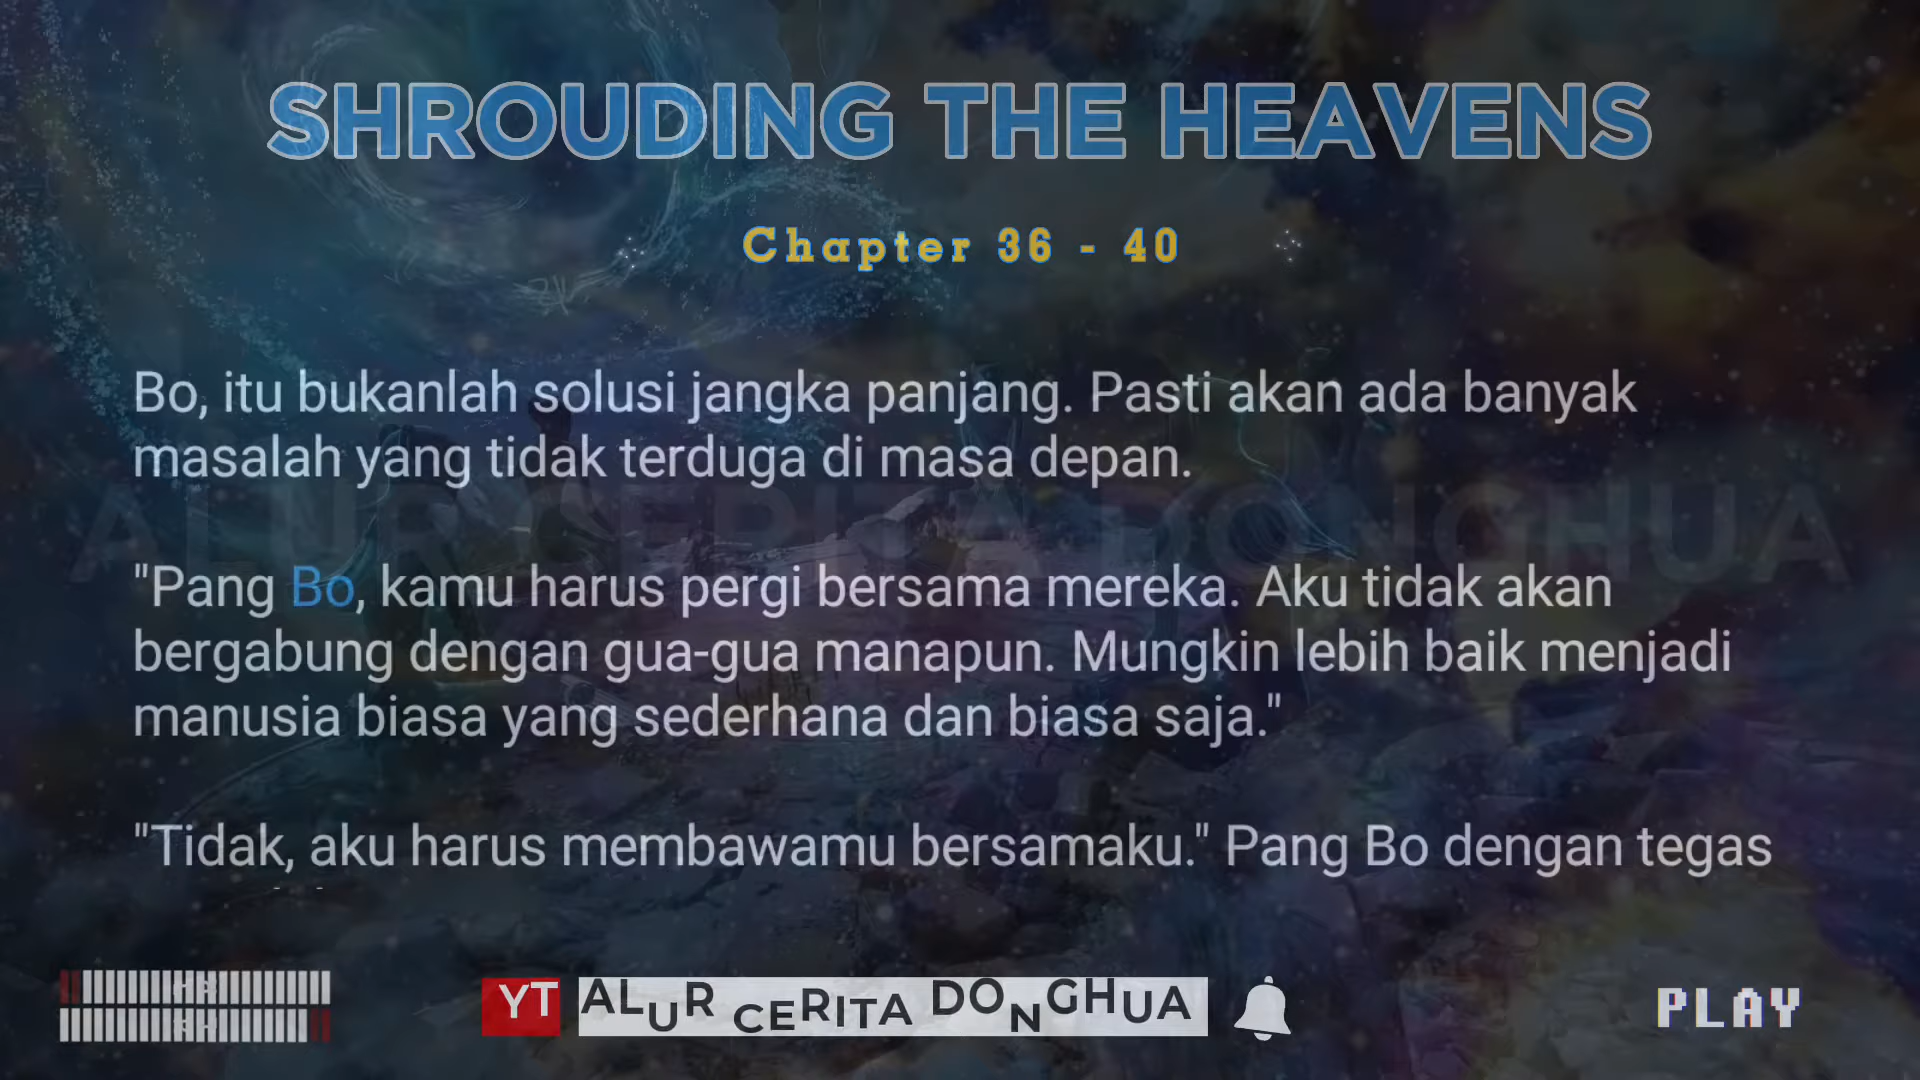 SHROUDING THE HEAVENS
Chapter 36 - 40
Bo, itu bukanlah solusi jangka panjang. Pasti akan ada banyak
masalah yang tidak terduga di masa depan.
ALUR CERITA DONGHUA
"Pang Bo, kamu harus pergi bersama mereka. Aku tidak akan
bergabung dengan gua-gua manapun. Mungkin lebih baik menjadi
manusia biasa yang sederhana dan biasa saja."
"Tidak, aku harus membawamu bersamaku." Pang Bo dengan tegas
YT ALUR CERITA DONGHUA
PLAY